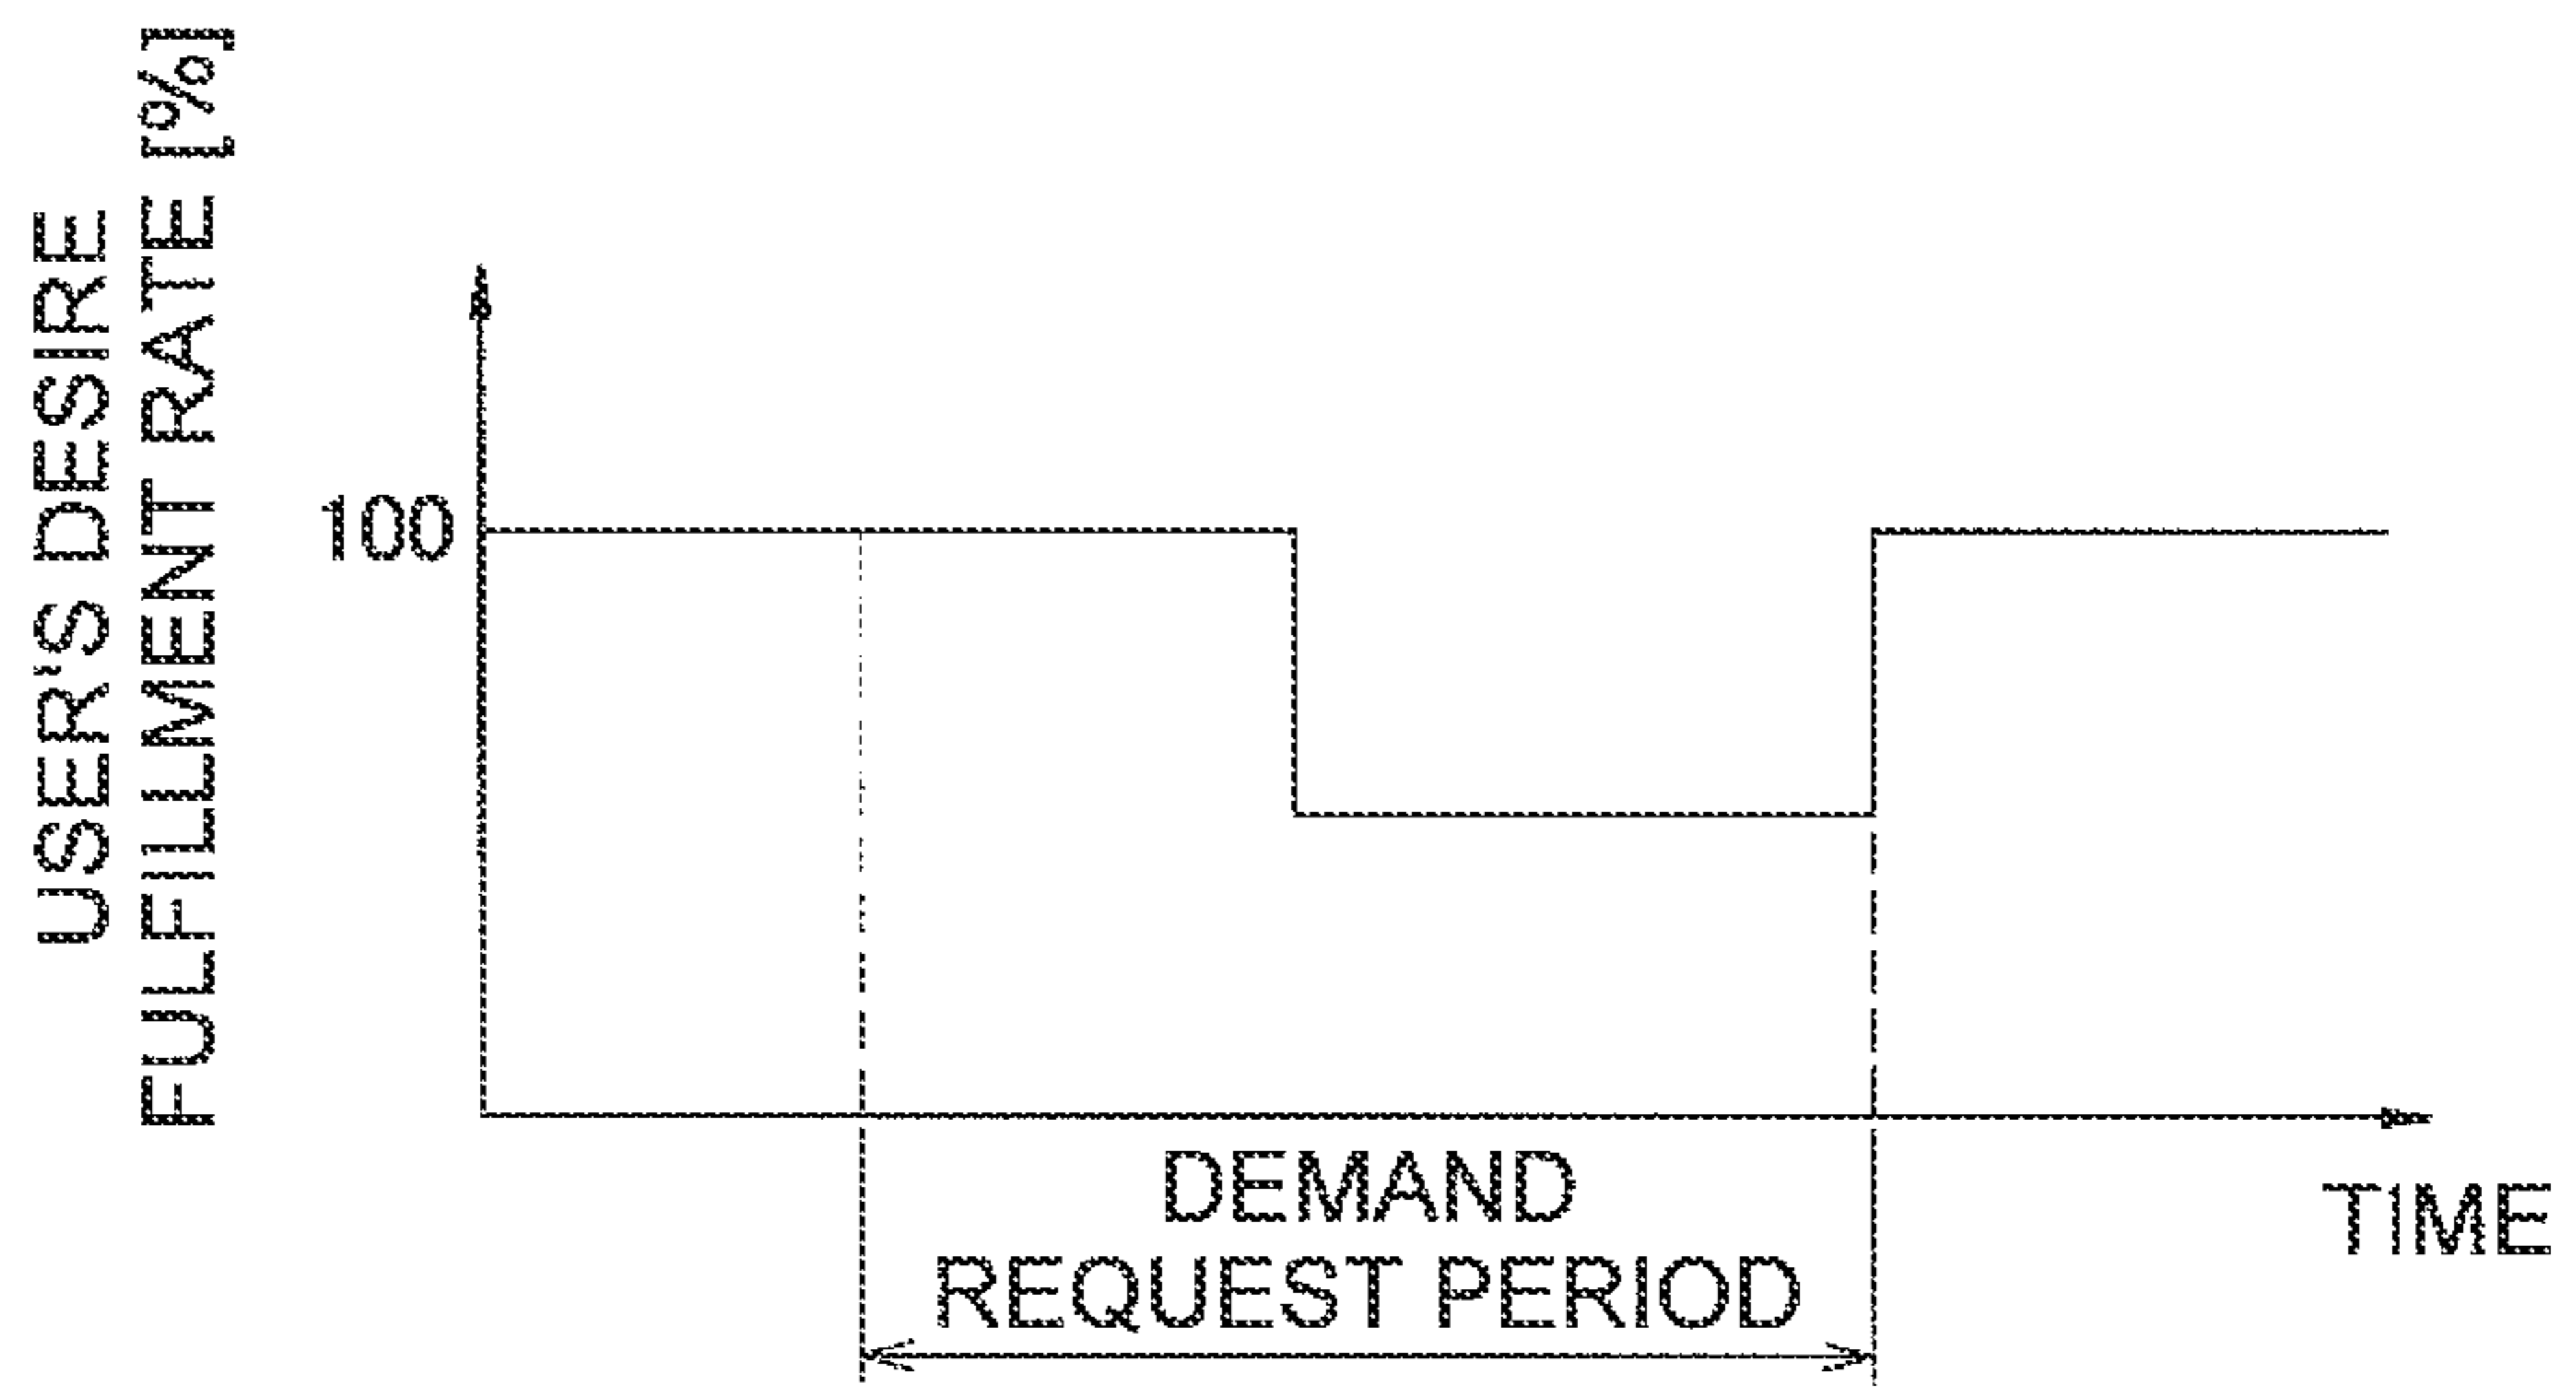 USER'S DESIRE
FULFILLMENT RATE [%]
100
DEMAND
REQUEST PERIOD
TIME